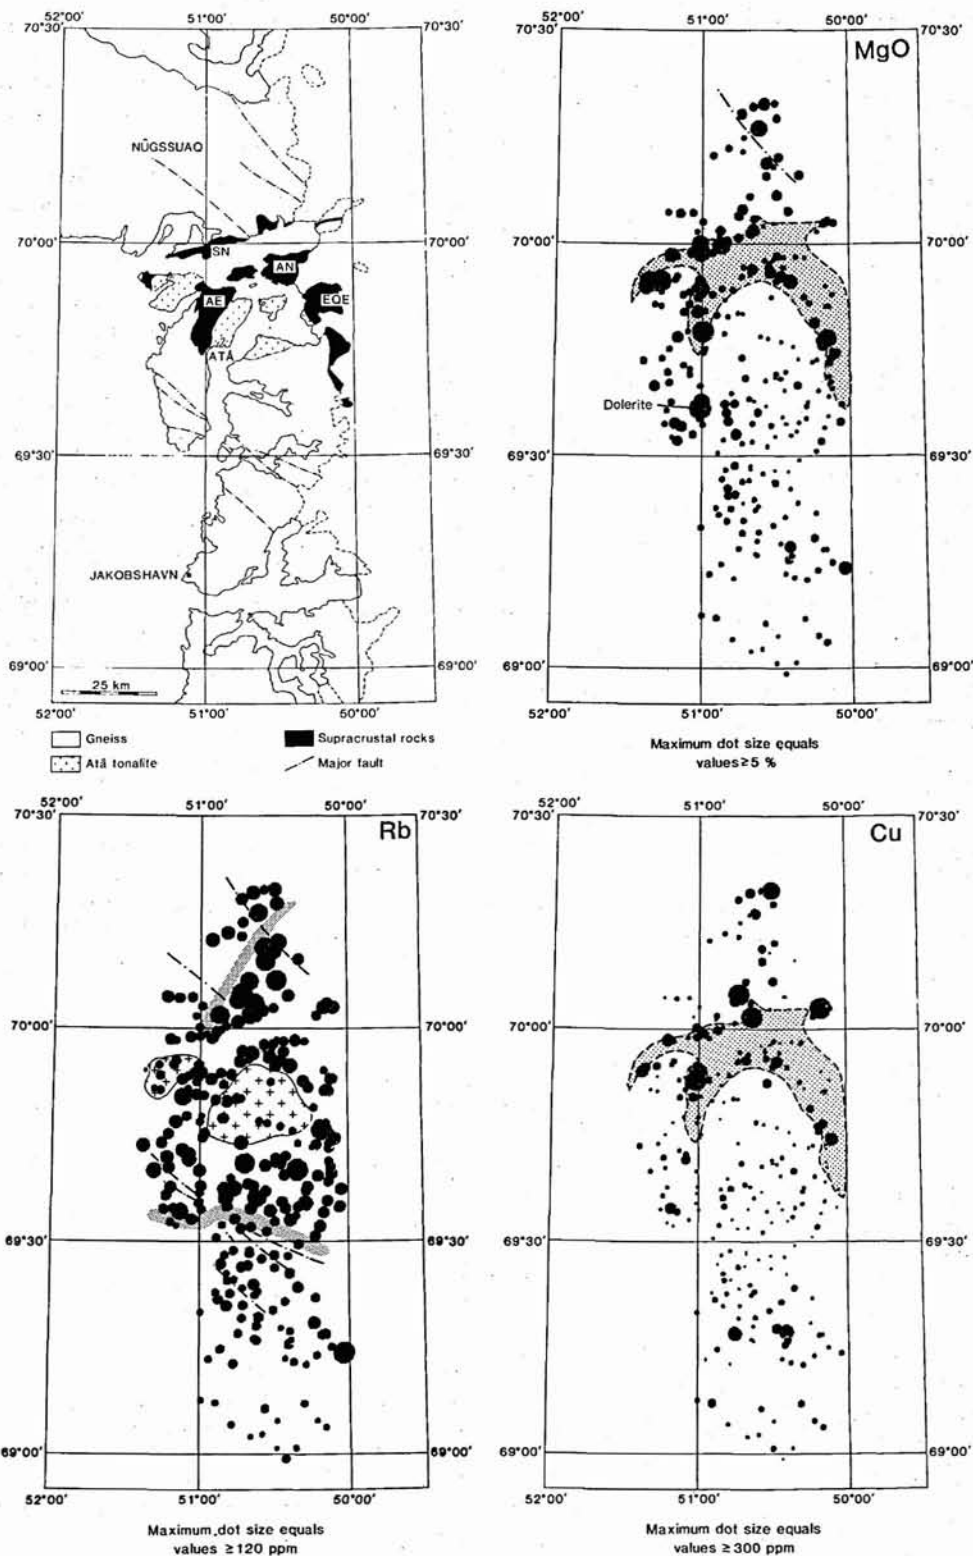 52°00' 51°00' 50°00'
70°30' 70°30'
NÛGSSUAQ
70°00' 70°00'
SN
AN
AE EQE
ATÂ
69°30' 69°30'
JAKOBSHAVN
69°00' 69°00'
25 km
52°00' 51°00' 50°00'
Gneiss Supracrustal rocks
Atâ tonalite Major fault
52°00' 51°00' 50°00'
70°30' 70°30'
MgO
70°00' 70°00'
Dolerite
69°30' 69°30'
69°00' 69°00'
52°00' 51°00' 50°00'
Maximum dot size equals
values ≥ 5 %
52°00' 51°00' 50°00'
70°30' 70°30'
Rb
70°00' 70°00'
69°30' 69°30'
69°00' 69°00'
52°00' 51°00' 50°00'
Maximum dot size equals
values ≥ 120 ppm
52°00' 51°00' 50°00'
70°30' 70°30'
Cu
70°00' 70°00'
69°30' 69°30'
69°00' 69°00'
52°00' 51°00' 50°00'
Maximum dot size equals
values ≥ 300 ppm